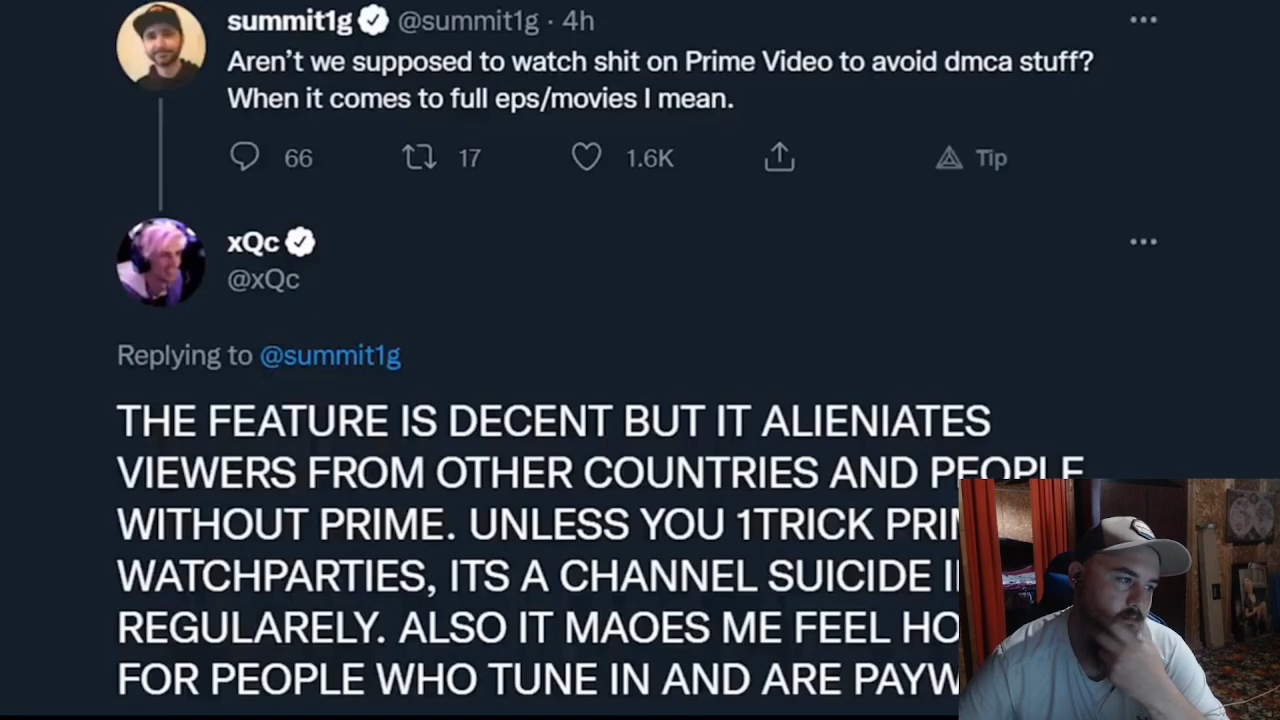 summit1g @summit1g · 4h
Aren’t we supposed to watch shit on Prime Video to avoid dmca stuff?
When it comes to full eps/movies I mean.
66 17 1.6K Tip
xQc
@xQc
Replying to @summit1g
THE FEATURE IS DECENT BUT IT ALIENIATES
VIEWERS FROM OTHER COUNTRIES AND PEOPLE
WITHOUT PRIME. UNLESS YOU 1TRICK
WATCHPARTIES, ITS A CHANNEL SUICIDE
REGULARELY. ALSO IT MAOES ME FEEL
FOR PEOPLE WHO TUNE IN AND ARE